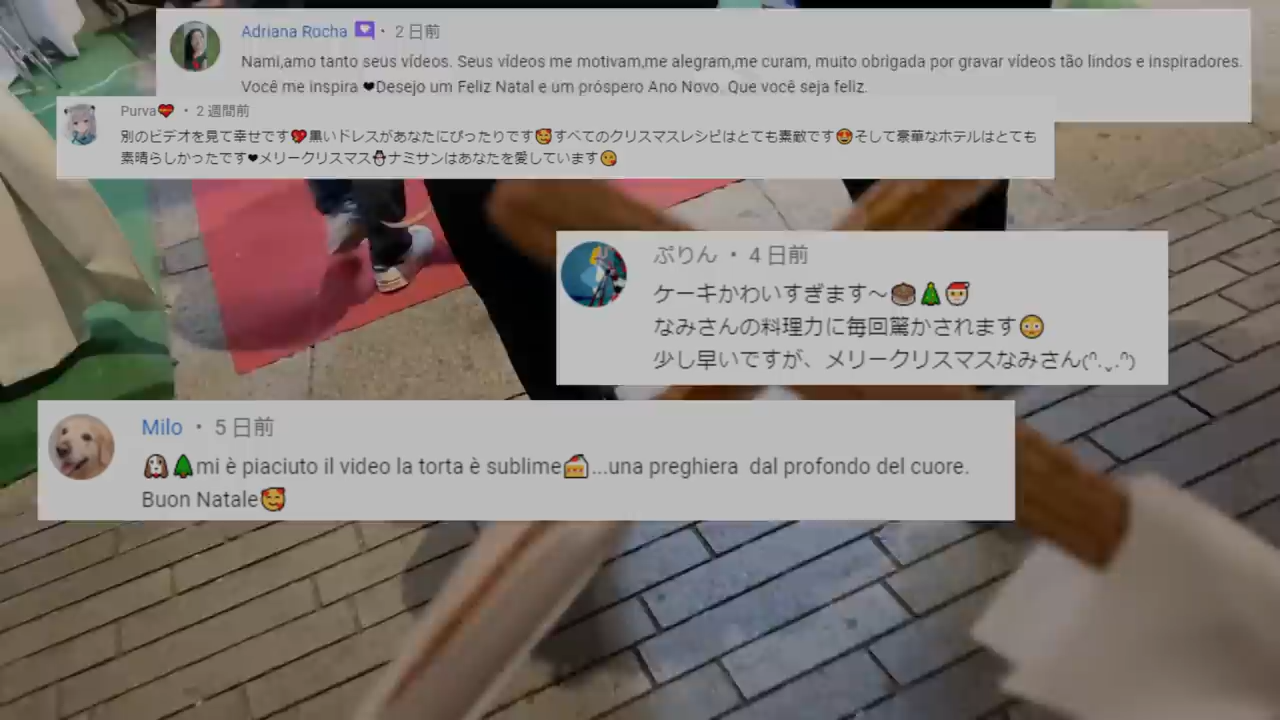 Adriana Rocha • 2 日前
Nami,amo tanto seus vídeos. Seus vídeos me motivam,me alegram,me curam, muito obrigada por gravar vídeos tão lindos e inspiradores.
Você me inspira ❤Desejo um Feliz Natal e um próspero Ano Novo. Que você seja feliz.
Purva❤️ • 2 週間前
別のビデオを見て幸せです💖黒いドレスがあなたにぴったりです🥰すべてのクリスマスレシピはとても素敵です😍そして豪華なホテルはとても
素晴らしかったです❤メリークリスマス⛄ナミサンはあなたを愛しています😘
ぷりん • 4 日前
ケーキかわいすぎます〜🎂🎄🎅
なみさんの料理力に毎回驚かされます😳
少し早いですが、メリークリスマスなみさん(ᐢ.ˬ.ᐢ)
Milo • 5 日前
🐶🎄mi è piaciuto il video la torta è sublime🍰...una preghiera dal profondo del cuore.
Buon Natale🥰